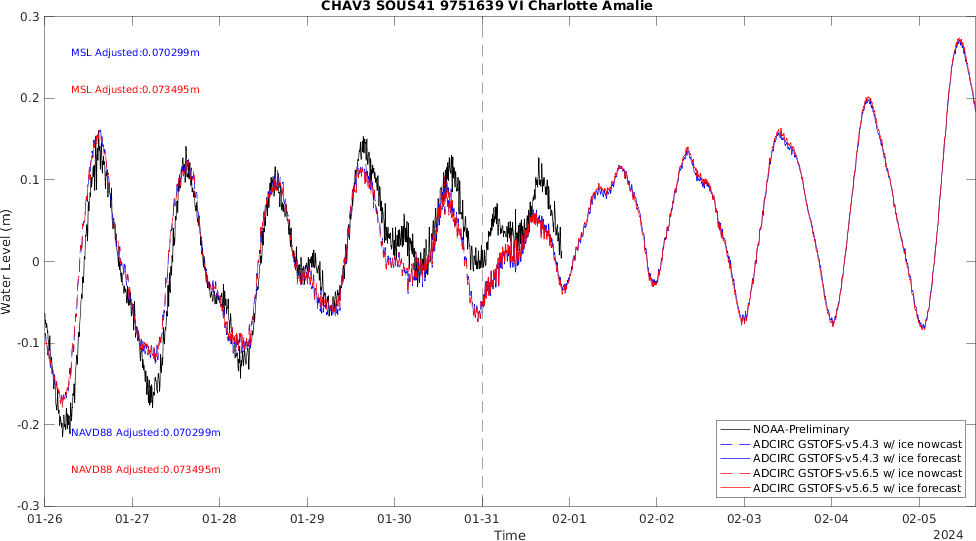 CHAV3 SOUS41 9751639 VI Charlotte Amalie
0.3
MSL Adjusted:0.070299m
MSL Adjusted:0.073495m
0.2
0.1
Water Level (m)
0
-0.1
-0.2
NAVD88 Adjusted:0.070299m
NAVD88 Adjusted:0.073495m
-0.3
NOAA-Preliminary
ADCIRC GSTOFS-v5.4.3 w/ ice nowcast
ADCIRC GSTOFS-v5.4.3 w/ ice forecast
ADCIRC GSTOFS-v5.6.5 w/ ice nowcast
ADCIRC GSTOFS-v5.6.5 w/ ice forecast
01-26 01-27 01-28 01-29 01-30 01-31 02-01 02-02 02-03 02-04 02-05
Time
2024